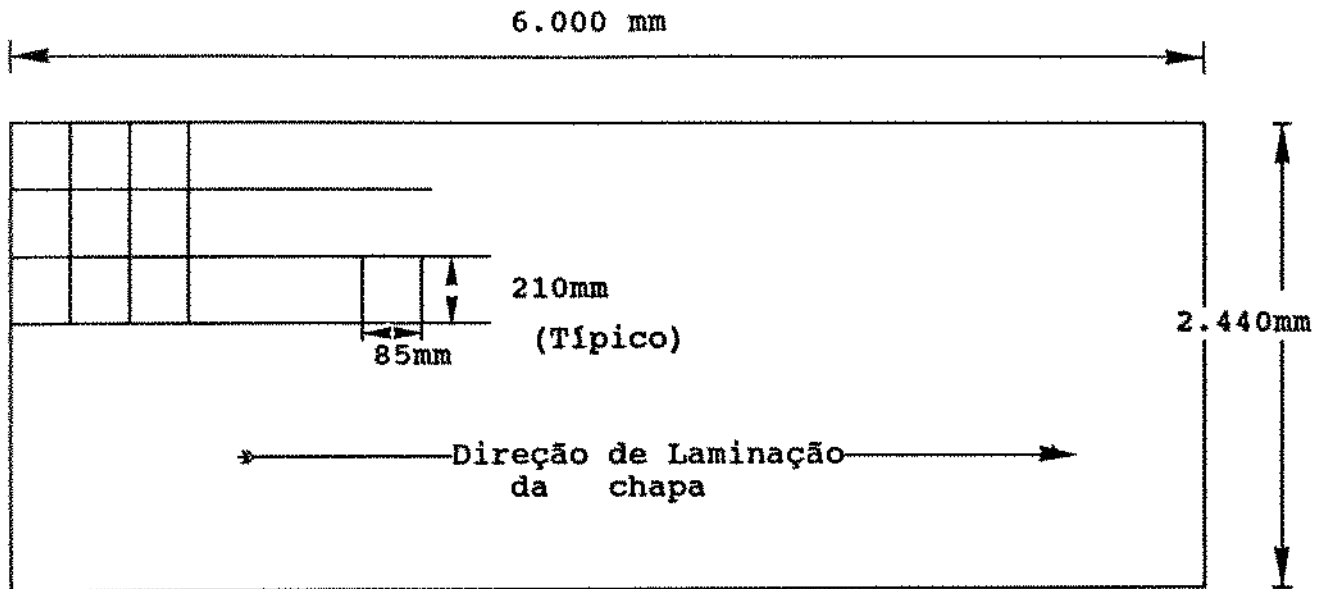 6.000 mm
210mm
(Típico)
2.440mm
85mm
Direção de Laminação
da chapa